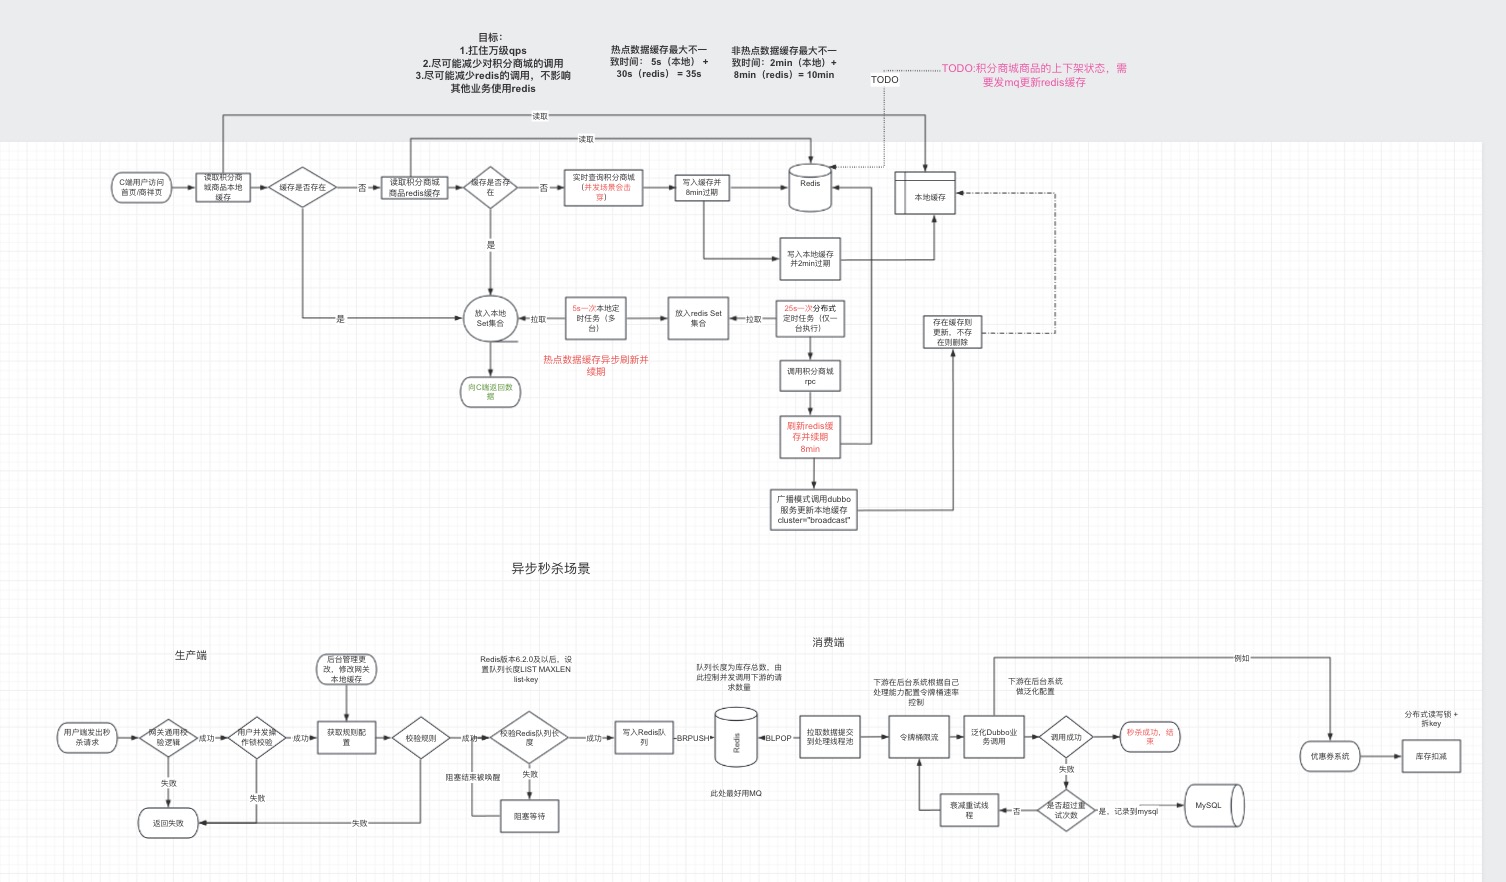 目标：
1.扛住万级qps
2.尽可能减少对积分商城的调用
3.尽可能减少redis的调用，不影响
其他业务使用redis
热点数据缓存最大不一
致时间： 5s（本地）+
30s（redis）= 35s
非热点数据缓存最大不一
致时间：2min（本地）+
8min（redis）= 10min
TODO
TODO:积分商城商品的上下架状态，需
要发mq更新redis缓存
读取
读取
C端用户访问
首页/商祥页
读取积分商
城商品本地
缓存
缓存是否存在
否
读取积分商城
商品redis缓存
缓存是否存
在
否
实时查询积分商城
（并发场景会击
穿）
写入缓存并
8min过期
Redis
本地缓存
是
写入本地缓存
并2min过期
是
放入本地
Set集合
拉取
5s一次本地定
时任务（多
台）
放入redis Set
集合
拉取
25s一次分布式
定时任务（仅一
台执行）
存在缓存则
更新，不存
在则删除
热点数据缓存异步刷新并
续期
调用积分商城
rpc
向C端返回数
据
刷新redis缓
存并续期
8min
广播模式调用dubbo
服务更新本地缓存
cluster="broadcast"
异步秒杀场景
生产端
消费端
后台管理更
改，修改网关
本地缓存
Redis版本6.2.0及以后，设
置队列长度LIST MAXLEN
list-key
队列长度为库存总数，由
此控制并发调用下游的请
求数量
下游在后台系统根据自己
处理能力配置令牌桶速率
控制
下游在后台系统
做泛化配置
例如
分布式读写锁 +
拆key
用户端发出秒
杀请求
网关通用校
验逻辑
成功
用户并发操
作锁校验
成功
获取规则配
置
校验规则
成功
校验Redis队列长
度
成功
写入Redis队
列
BRPUSH
Redis
BLPOP
拉取数据提交
到处理线程池
令牌桶限流
泛化Dubbo业
务调用
调用成功
秒杀成功，结
束
优惠券系统
库存扣减
失败
失败
阻塞结束被唤醒
失败
失败
此处最好用MQ
返回失败
失败
阻塞等待
衰减重试线
程
否
是否超过重
试次数
是，记录到mysql
MySQL